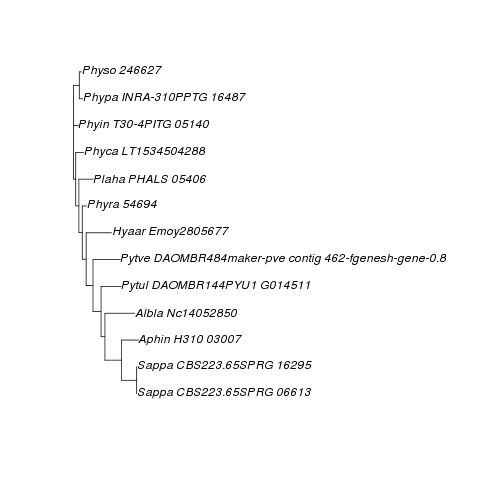 Physo 246627
Phypa INRA-310PPTG 16487
Phyin T30-4PITG 05140
Phyca LT1534504288
Plaha PHALS 05406
Phyra 54694
Hyaar Emoy2805677
Pytve DAOMBR484maker-pve contig 462-fgenesh-gene-0.8
Pytul DAOMBR144PYU1 G014511
Albla Nc14052850
Aphin H310 03007
Sappa CBS223.65SPRG 16295
Sappa CBS223.65SPRG 06613